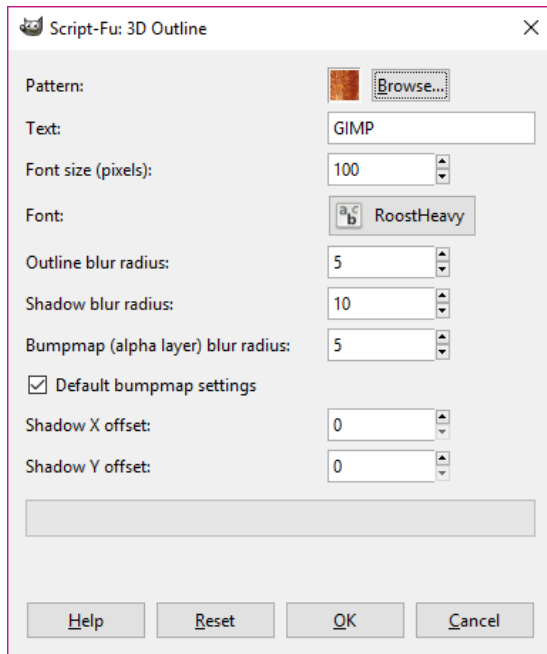 Script-Fu: 3D Outline
Pattern: Browse...
Text: GIMP
Font size (pixels): 100
Font: abc RoostHeavy
Outline blur radius: 5
Shadow blur radius: 10
Bumpmap (alpha layer) blur radius: 5
Default bumpmap settings
Shadow X offset: 0
Shadow Y offset: 0
Help Reset OK Cancel